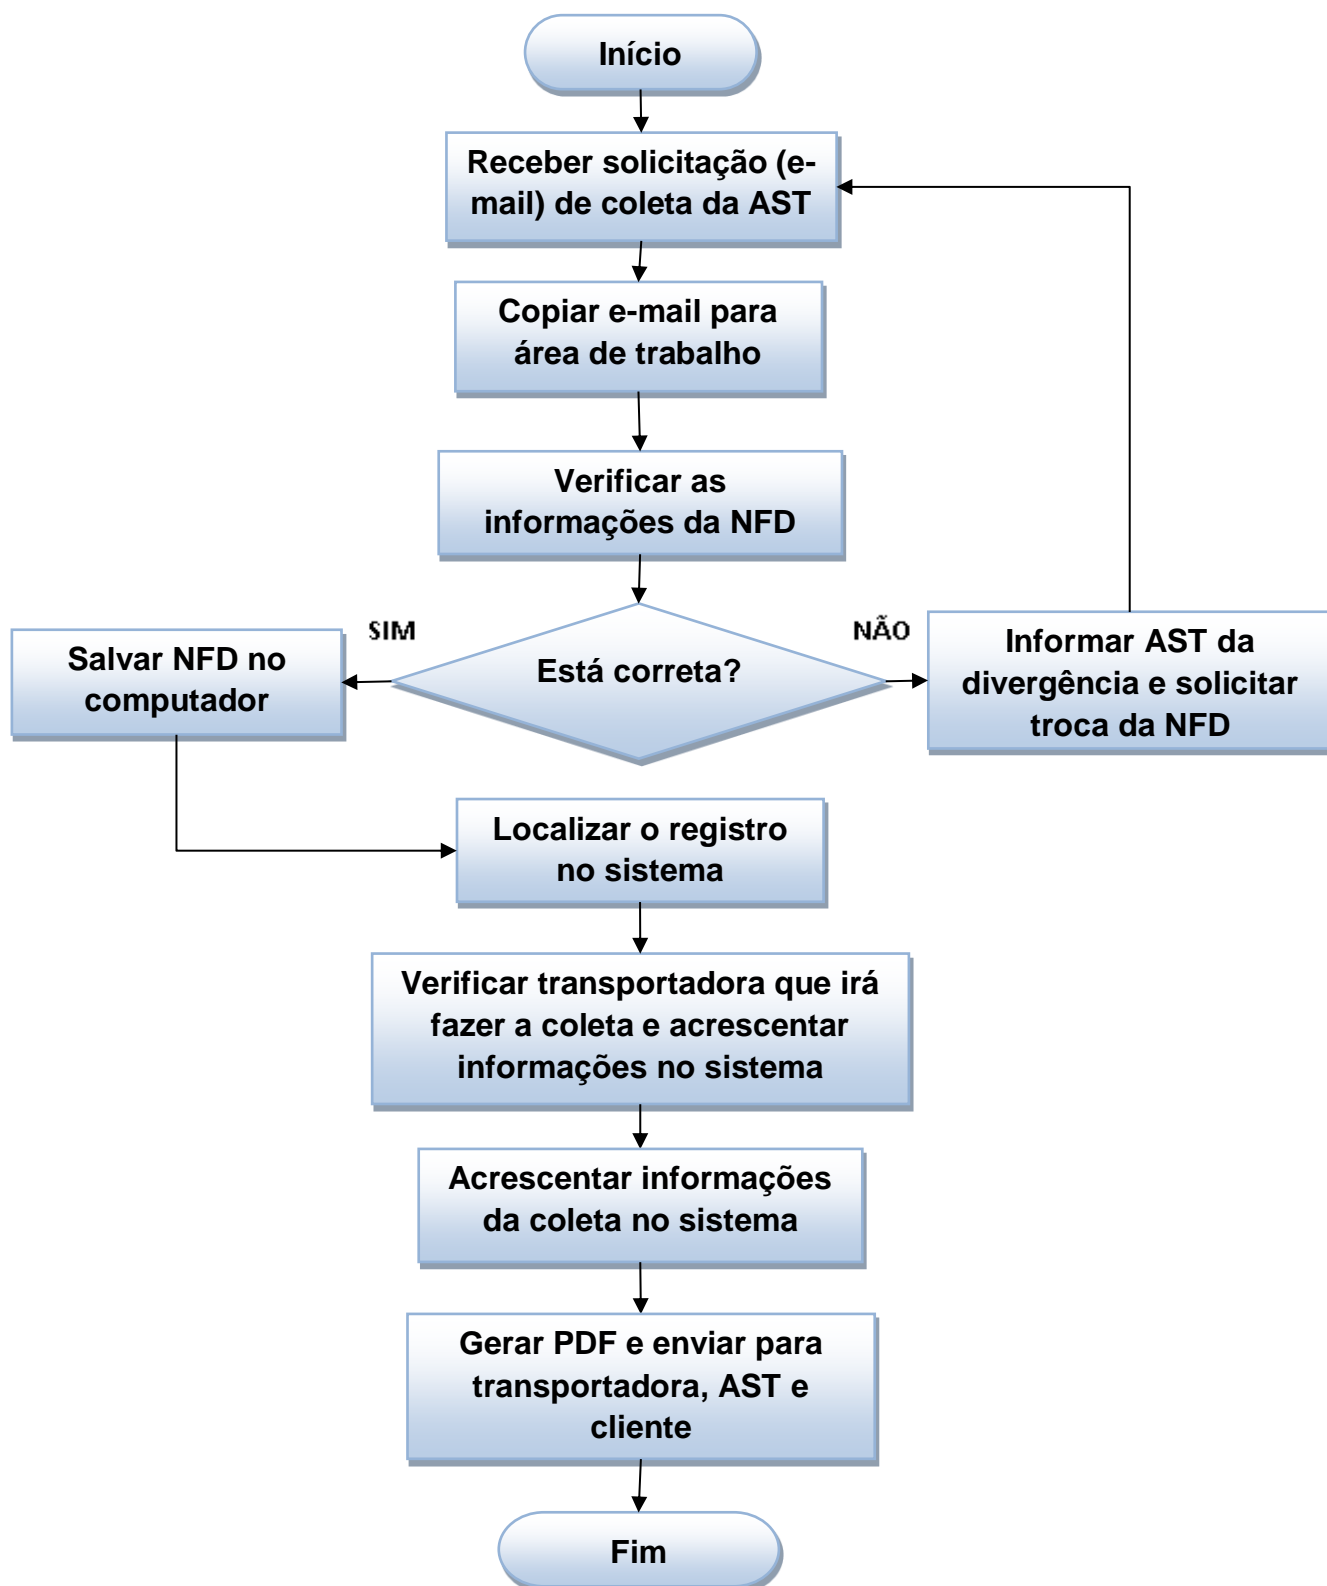 Início
Receber solicitação (e-
mail) de coleta da AST
Copiar e-mail para
área de trabalho
Verificar as
informações da NFD
SIM
NÃO
Está correta?
Salvar NFD no
computador
Informar AST da
divergência e solicitar
troca da NFD
Localizar o registro
no sistema
Verificar transportadora que irá
fazer a coleta e acrescentar
informações no sistema
Acrescentar informações
da coleta no sistema
Gerar PDF e enviar para
transportadora, AST e
cliente
Fim